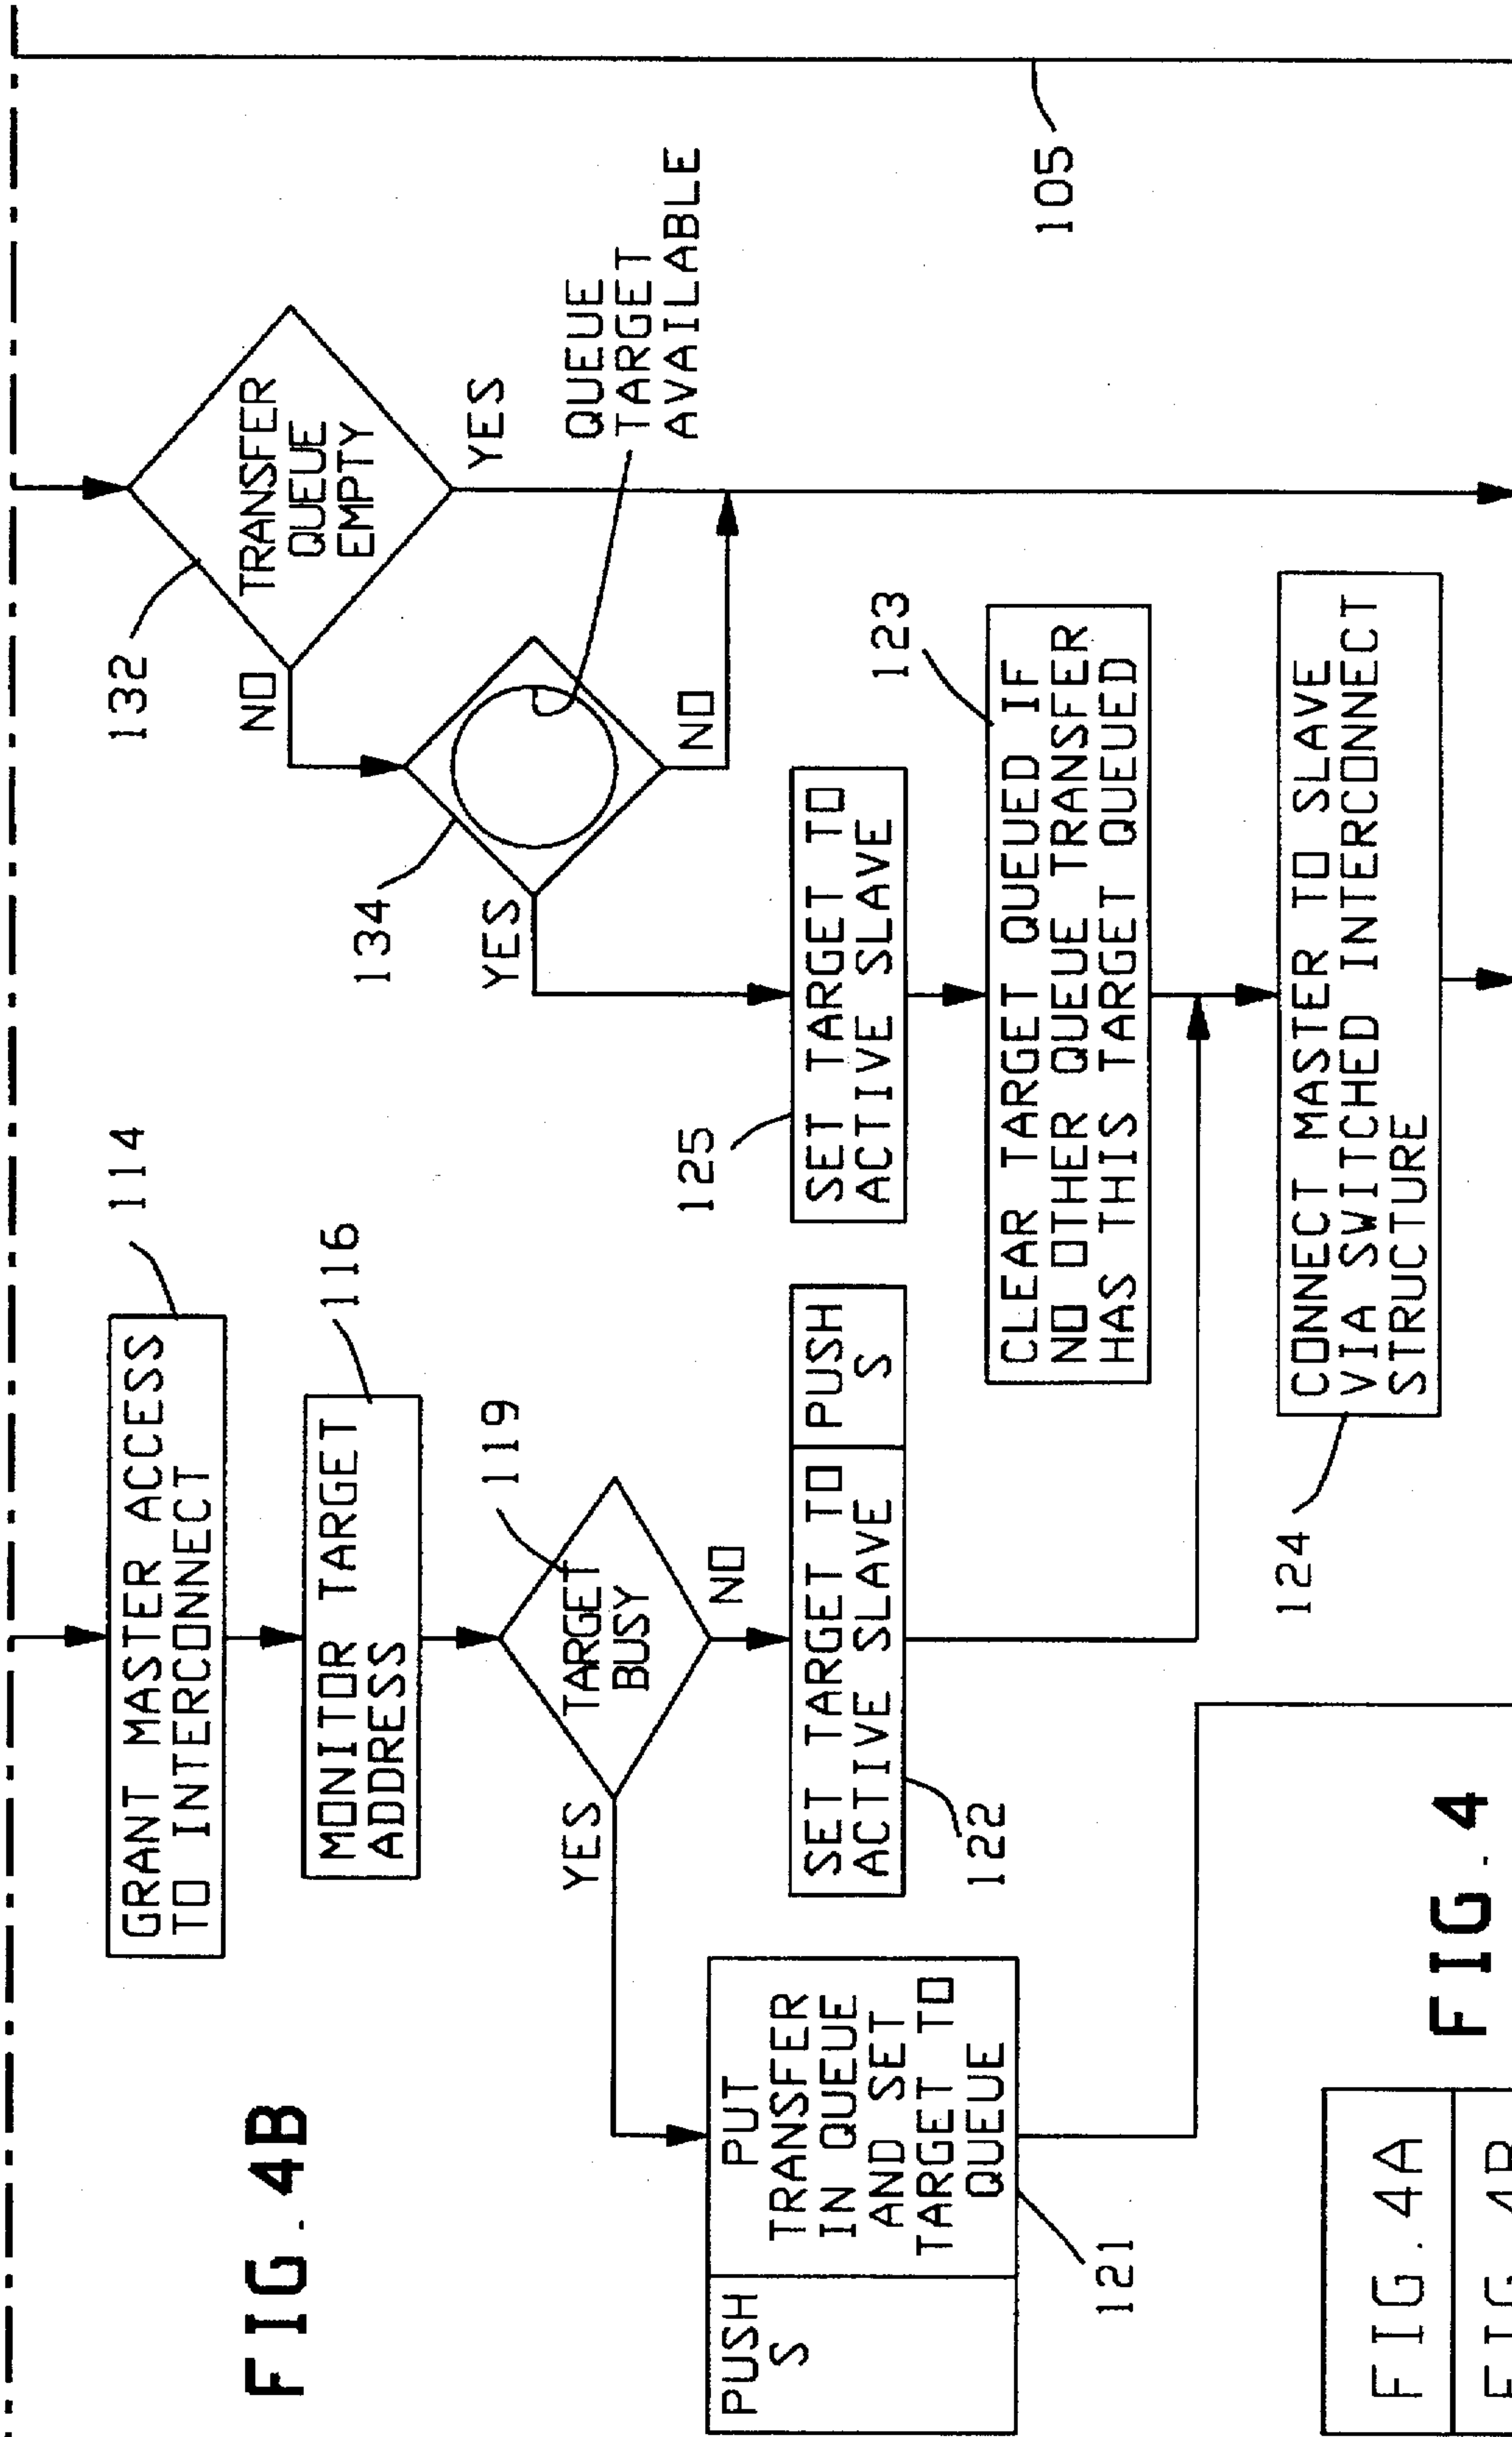 FIG.4B
114
GRANT MASTER ACCESS
TO INTERCONNECT
116
MONITOR TARGET
ADDRESS
119
TARGET
BUSY
YES
NO
PUSH
S
PUT
TRANSFER
IN QUEUE
AND SET
TARGET TO
QUEUE
121
SET TARGET TO
ACTIVE SLAVE
PUSH
S
122
132
TRANSFER
QUEUE
EMPTY
NO
YES
134
QUEUE
TARGET
AVAILABLE
YES
NO
125
SET TARGET TO
ACTIVE SLAVE
123
CLEAR TARGET QUEUED IF
NO OTHER QUEUE TRANSFER
HAS THIS TARGET QUEUED
124
CONNECT MASTER TO SLAVE
VIA SWITCHED INTERCONNECT
STRUCTURE
105
FIG.4A
FIG.4B
FIG.4